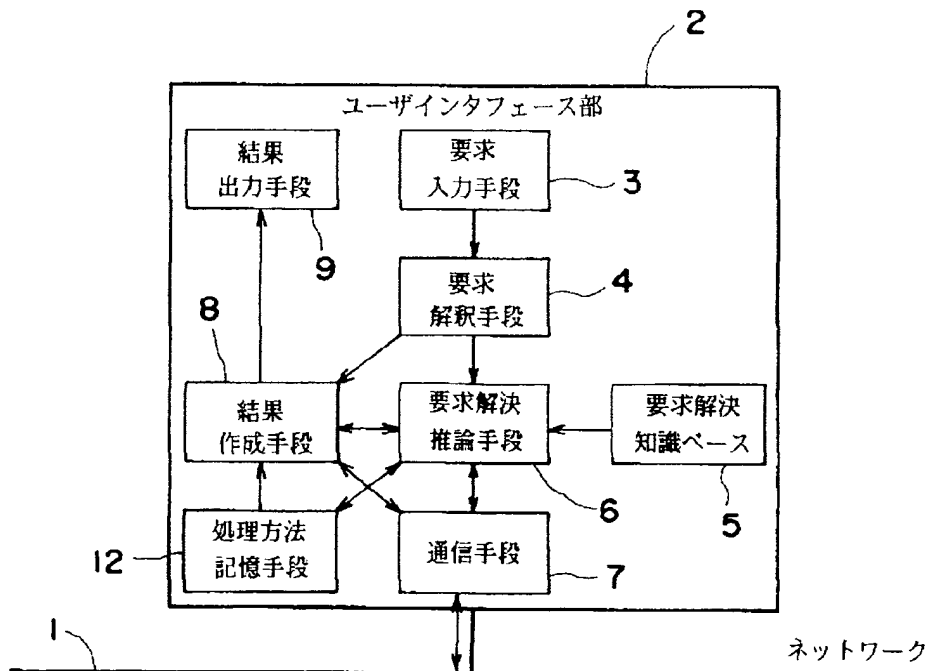 2
ユーザインタフェース部
結果
出力手段
9
要求
入力手段
3
要求
解釈手段
4
8
結果
作成手段
要求解決
推論手段
6
要求解決
知識ベース
5
処理方法
記憶手段
12
通信手段
7
1
ネットワーク